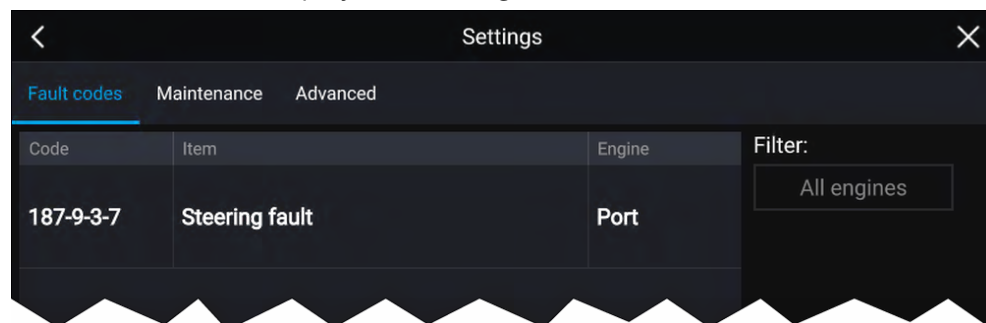 Settings
Fault codes Maintenance Advanced
Code Item Engine
Filter:
All engines
187-9-3-7 Steering fault Port